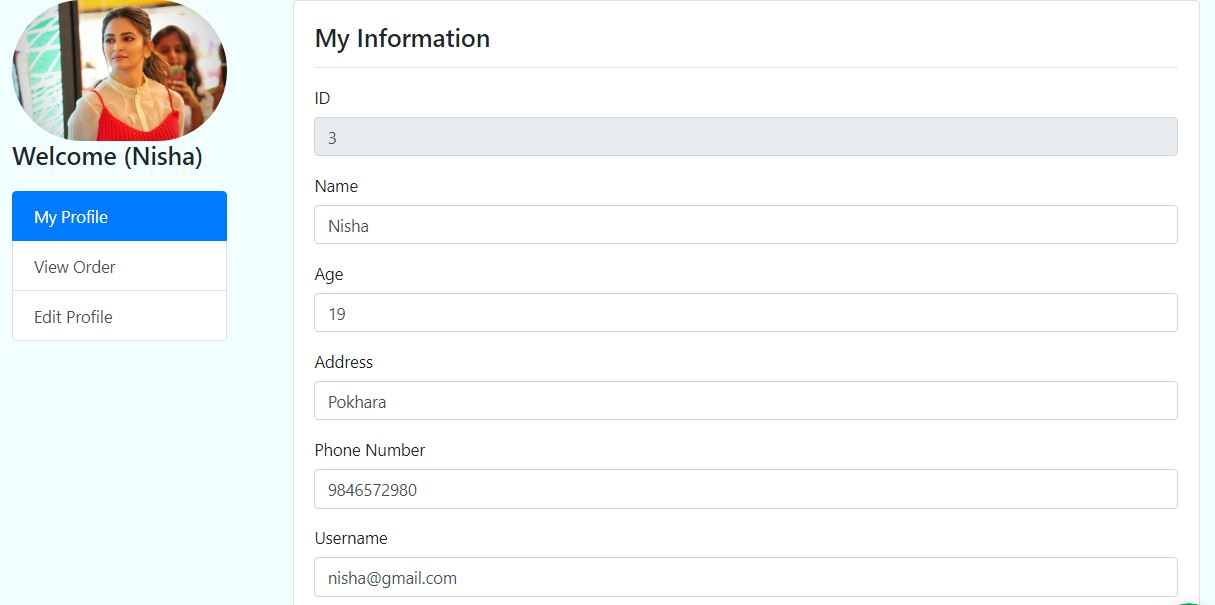 Welcome (Nisha)
My Profile
View Order
Edit Profile
My Information
ID
3
Name
Nisha
Age
19
Address
Pokhara
Phone Number
9846572980
Username
nisha@gmail.com